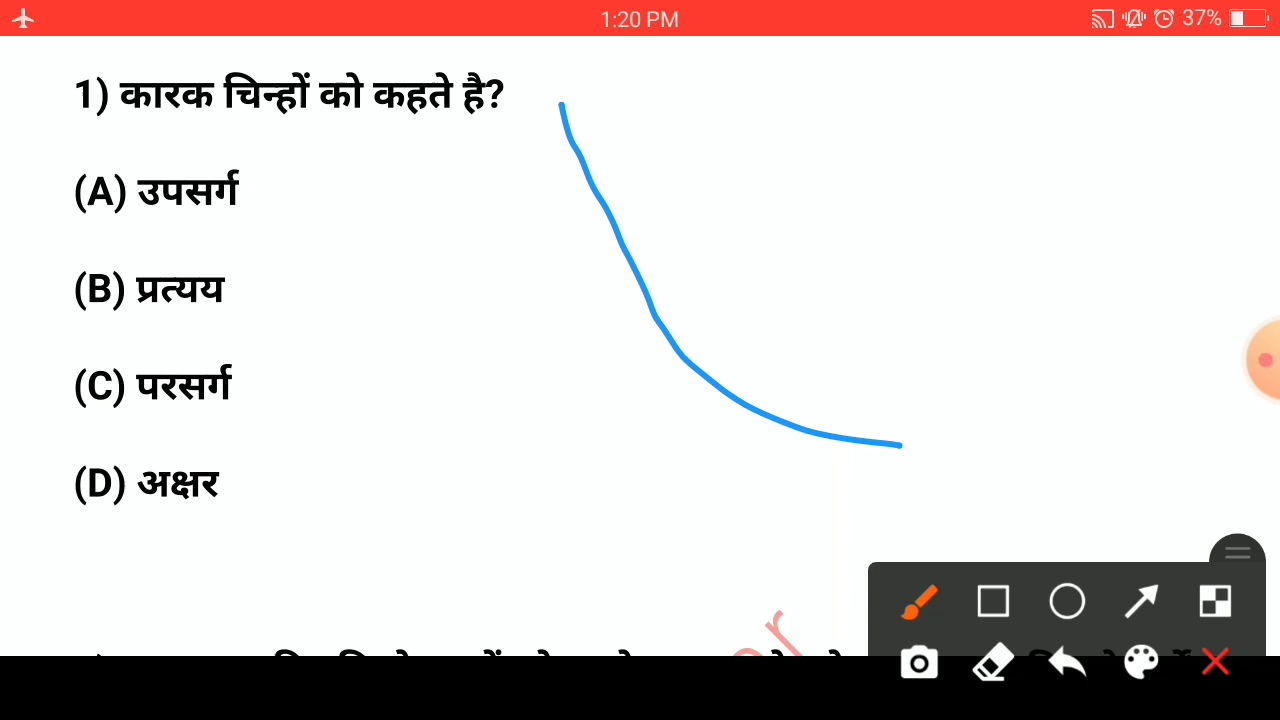 1:20 PM
37%
1) कारक चिन्हों को कहते है?
(A) उपसर्ग
(B) प्रत्यय
(C) परसर्ग
(D) अक्षर